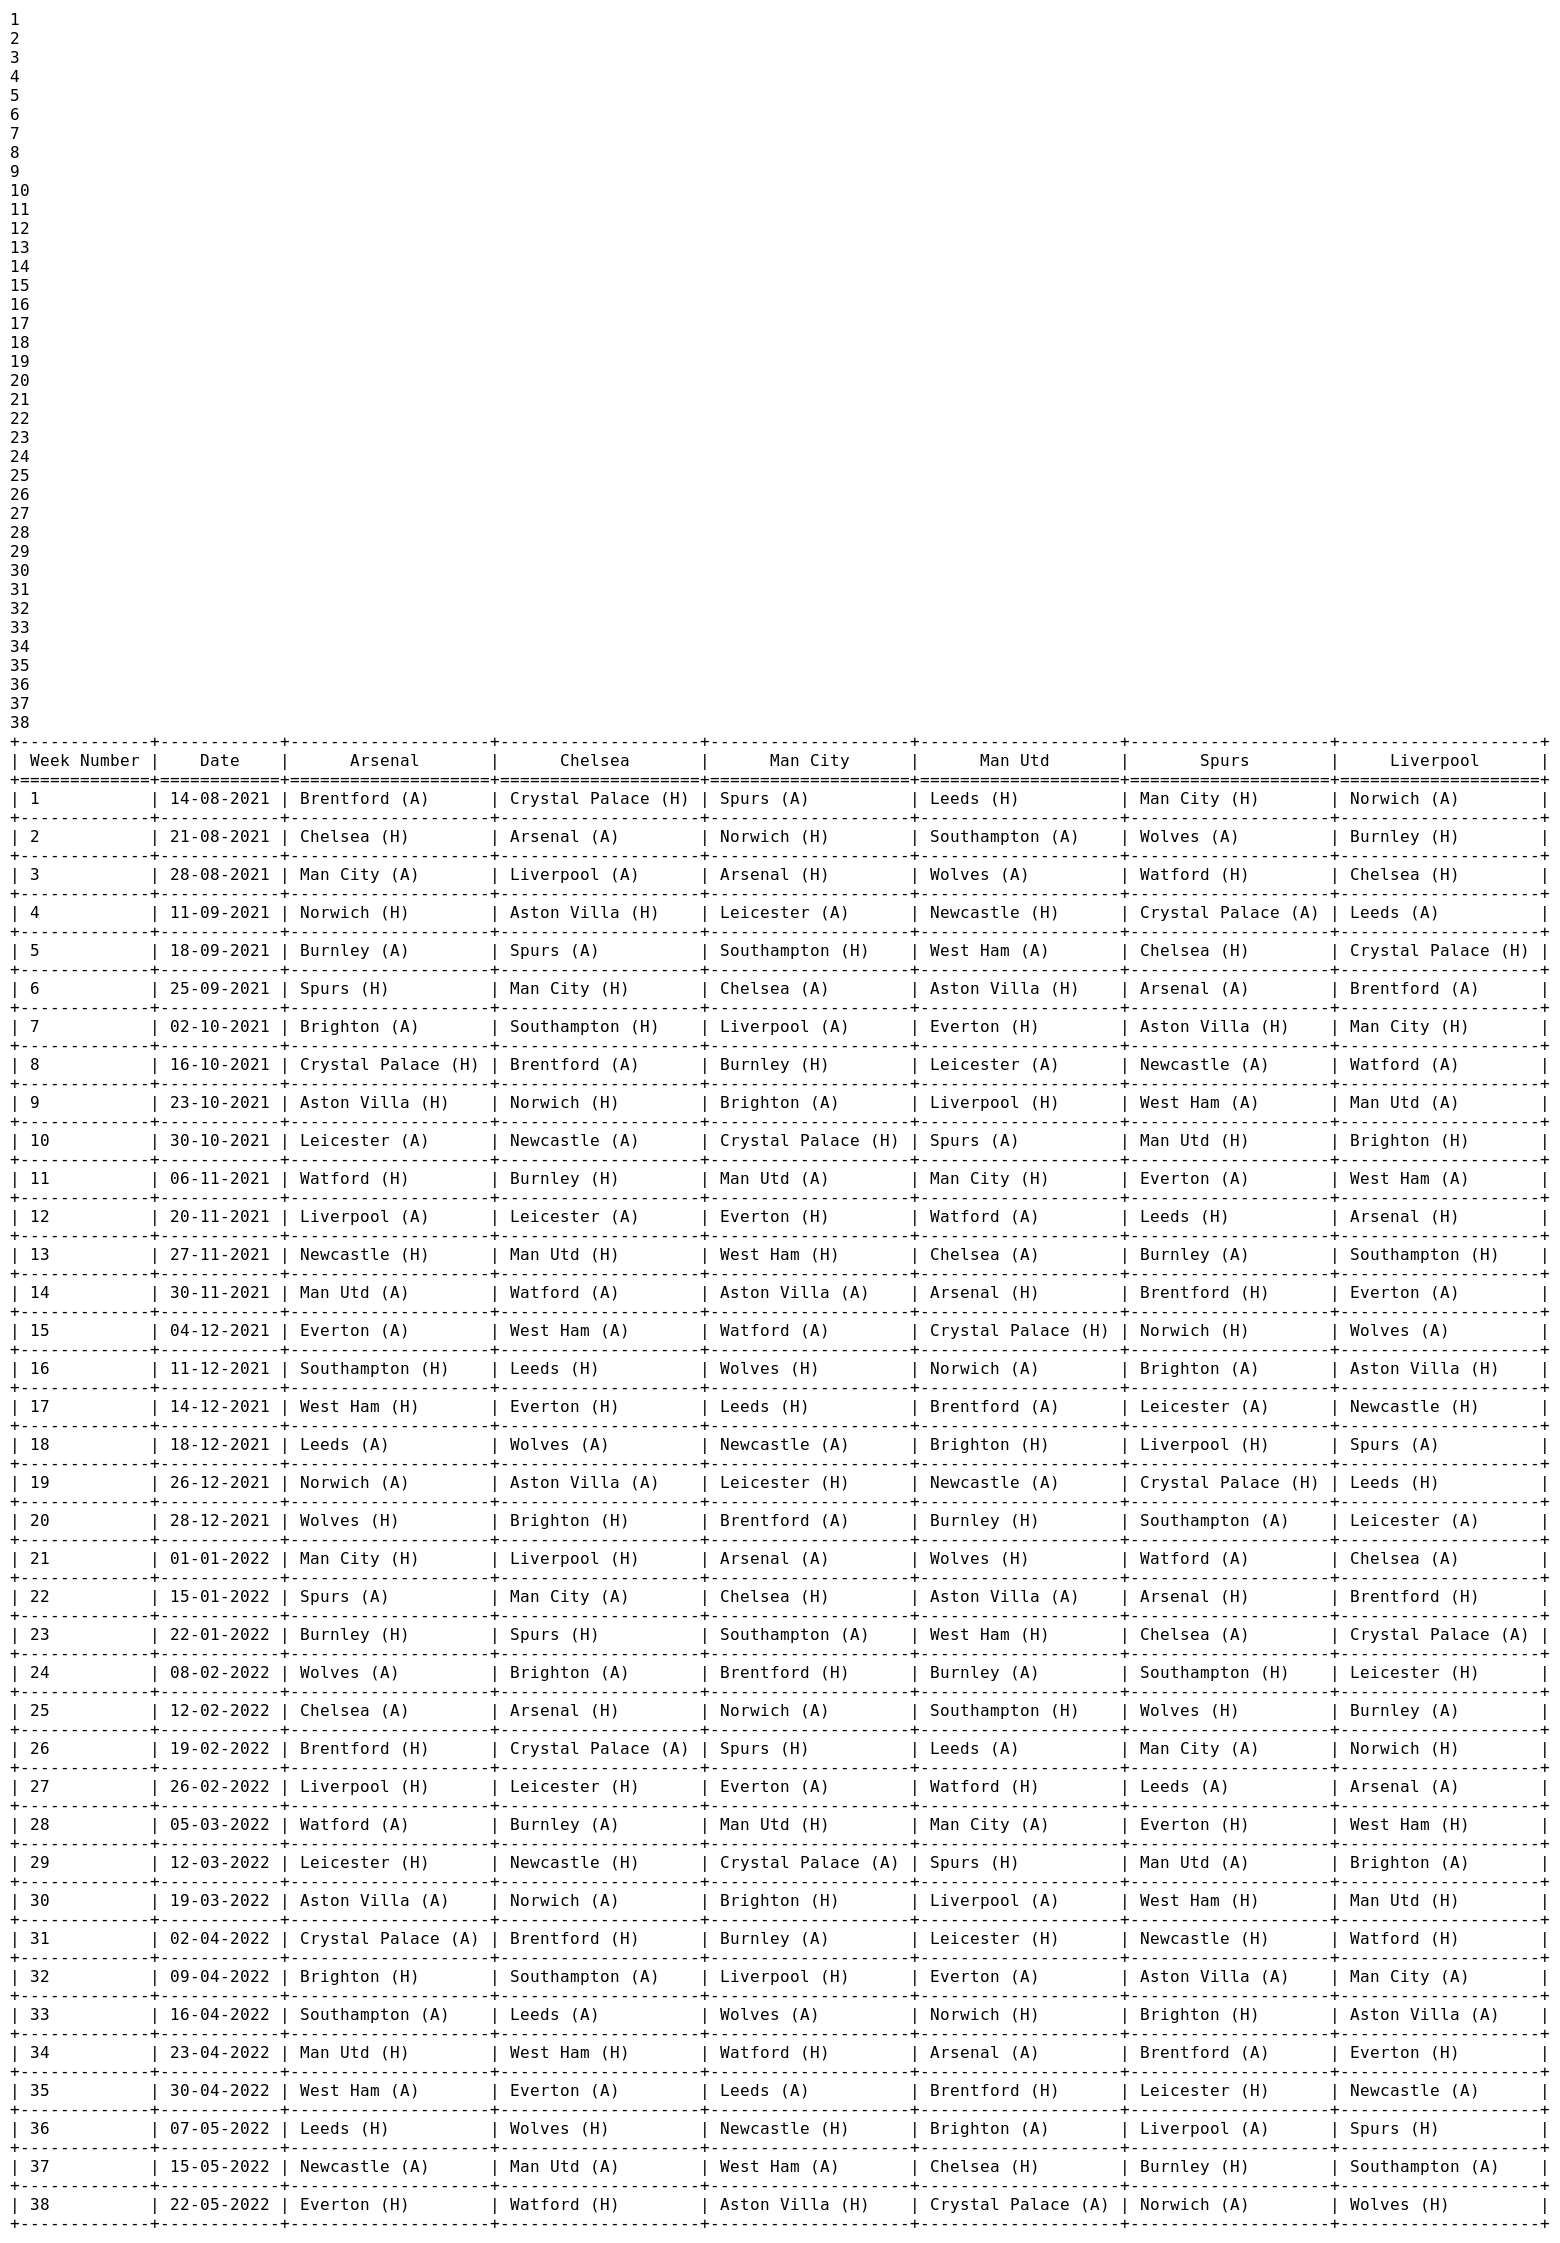 1
2
3
4
5
6
7
8
9
10
11
12
13
14
15
16
17
18
19
20
21
22
23
24
25
26
27
28
29
30
31
32
33
34
35
36
37
38
+-------------+------------+--------------------+--------------------+--------------------+--------------------+--------------------+--------------------+
| Week Number |    Date    |      Arsenal       |      Chelsea       |      Man City      |      Man Utd       |       Spurs        |     Liverpool      |
+=============+============+====================+====================+====================+====================+====================+====================+
| 1           | 14-08-2021 | Brentford (A)      | Crystal Palace (H) | Spurs (A)          | Leeds (H)          | Man City (H)       | Norwich (A)        |
+-------------+------------+--------------------+--------------------+--------------------+--------------------+--------------------+--------------------+
| 2           | 21-08-2021 | Chelsea (H)        | Arsenal (A)        | Norwich (H)        | Southampton (A)    | Wolves (A)         | Burnley (H)        |
+-------------+------------+--------------------+--------------------+--------------------+--------------------+--------------------+--------------------+
| 3           | 28-08-2021 | Man City (A)       | Liverpool (A)      | Arsenal (H)        | Wolves (A)         | Watford (H)        | Chelsea (H)        |
+-------------+------------+--------------------+--------------------+--------------------+--------------------+--------------------+--------------------+
| 4           | 11-09-2021 | Norwich (H)        | Aston Villa (H)    | Leicester (A)      | Newcastle (H)      | Crystal Palace (A) | Leeds (A)          |
+-------------+------------+--------------------+--------------------+--------------------+--------------------+--------------------+--------------------+
| 5           | 18-09-2021 | Burnley (A)        | Spurs (A)          | Southampton (H)    | West Ham (A)       | Chelsea (H)        | Crystal Palace (H) |
+-------------+------------+--------------------+--------------------+--------------------+--------------------+--------------------+--------------------+
| 6           | 25-09-2021 | Spurs (H)          | Man City (H)       | Chelsea (A)        | Aston Villa (H)    | Arsenal (A)        | Brentford (A)      |
+-------------+------------+--------------------+--------------------+--------------------+--------------------+--------------------+--------------------+
| 7           | 02-10-2021 | Brighton (A)       | Southampton (H)    | Liverpool (A)      | Everton (H)        | Aston Villa (H)    | Man City (H)       |
+-------------+------------+--------------------+--------------------+--------------------+--------------------+--------------------+--------------------+
| 8           | 16-10-2021 | Crystal Palace (H) | Brentford (A)      | Burnley (H)        | Leicester (A)      | Newcastle (A)      | Watford (A)        |
+-------------+------------+--------------------+--------------------+--------------------+--------------------+--------------------+--------------------+
| 9           | 23-10-2021 | Aston Villa (H)    | Norwich (H)        | Brighton (A)       | Liverpool (H)      | West Ham (A)       | Man Utd (A)        |
+-------------+------------+--------------------+--------------------+--------------------+--------------------+--------------------+--------------------+
| 10          | 30-10-2021 | Leicester (A)      | Newcastle (A)      | Crystal Palace (H) | Spurs (A)          | Man Utd (H)        | Brighton (H)       |
+-------------+------------+--------------------+--------------------+--------------------+--------------------+--------------------+--------------------+
| 11          | 06-11-2021 | Watford (H)        | Burnley (H)        | Man Utd (A)        | Man City (H)       | Everton (A)        | West Ham (A)       |
+-------------+------------+--------------------+--------------------+--------------------+--------------------+--------------------+--------------------+
| 12          | 20-11-2021 | Liverpool (A)      | Leicester (A)      | Everton (H)        | Watford (A)        | Leeds (H)          | Arsenal (H)        |
+-------------+------------+--------------------+--------------------+--------------------+--------------------+--------------------+--------------------+
| 13          | 27-11-2021 | Newcastle (H)      | Man Utd (H)        | West Ham (H)       | Chelsea (A)        | Burnley (A)        | Southampton (H)    |
+-------------+------------+--------------------+--------------------+--------------------+--------------------+--------------------+--------------------+
| 14          | 30-11-2021 | Man Utd (A)        | Watford (A)        | Aston Villa (A)    | Arsenal (H)        | Brentford (H)      | Everton (A)        |
+-------------+------------+--------------------+--------------------+--------------------+--------------------+--------------------+--------------------+
| 15          | 04-12-2021 | Everton (A)        | West Ham (A)       | Watford (A)        | Crystal Palace (H) | Norwich (H)        | Wolves (A)         |
+-------------+------------+--------------------+--------------------+--------------------+--------------------+--------------------+--------------------+
| 16          | 11-12-2021 | Southampton (H)    | Leeds (H)          | Wolves (H)         | Norwich (A)        | Brighton (A)       | Aston Villa (H)    |
+-------------+------------+--------------------+--------------------+--------------------+--------------------+--------------------+--------------------+
| 17          | 14-12-2021 | West Ham (H)       | Everton (H)        | Leeds (H)          | Brentford (A)      | Leicester (A)      | Newcastle (H)      |
+-------------+------------+--------------------+--------------------+--------------------+--------------------+--------------------+--------------------+
| 18          | 18-12-2021 | Leeds (A)          | Wolves (A)         | Newcastle (A)      | Brighton (H)       | Liverpool (H)      | Spurs (A)          |
+-------------+------------+--------------------+--------------------+--------------------+--------------------+--------------------+--------------------+
| 19          | 26-12-2021 | Norwich (A)        | Aston Villa (A)    | Leicester (H)      | Newcastle (A)      | Crystal Palace (H) | Leeds (H)          |
+-------------+------------+--------------------+--------------------+--------------------+--------------------+--------------------+--------------------+
| 20          | 28-12-2021 | Wolves (H)         | Brighton (H)       | Brentford (A)      | Burnley (H)        | Southampton (A)    | Leicester (A)      |
+-------------+------------+--------------------+--------------------+--------------------+--------------------+--------------------+--------------------+
| 21          | 01-01-2022 | Man City (H)       | Liverpool (H)      | Arsenal (A)        | Wolves (H)         | Watford (A)        | Chelsea (A)        |
+-------------+------------+--------------------+--------------------+--------------------+--------------------+--------------------+--------------------+
| 22          | 15-01-2022 | Spurs (A)          | Man City (A)       | Chelsea (H)        | Aston Villa (A)    | Arsenal (H)        | Brentford (H)      |
+-------------+------------+--------------------+--------------------+--------------------+--------------------+--------------------+--------------------+
| 23          | 22-01-2022 | Burnley (H)        | Spurs (H)          | Southampton (A)    | West Ham (H)       | Chelsea (A)        | Crystal Palace (A) |
+-------------+------------+--------------------+--------------------+--------------------+--------------------+--------------------+--------------------+
| 24          | 08-02-2022 | Wolves (A)         | Brighton (A)       | Brentford (H)      | Burnley (A)        | Southampton (H)    | Leicester (H)      |
+-------------+------------+--------------------+--------------------+--------------------+--------------------+--------------------+--------------------+
| 25          | 12-02-2022 | Chelsea (A)        | Arsenal (H)        | Norwich (A)        | Southampton (H)    | Wolves (H)         | Burnley (A)        |
+-------------+------------+--------------------+--------------------+--------------------+--------------------+--------------------+--------------------+
| 26          | 19-02-2022 | Brentford (H)      | Crystal Palace (A) | Spurs (H)          | Leeds (A)          | Man City (A)       | Norwich (H)        |
+-------------+------------+--------------------+--------------------+--------------------+--------------------+--------------------+--------------------+
| 27          | 26-02-2022 | Liverpool (H)      | Leicester (H)      | Everton (A)        | Watford (H)        | Leeds (A)          | Arsenal (A)        |
+-------------+------------+--------------------+--------------------+--------------------+--------------------+--------------------+--------------------+
| 28          | 05-03-2022 | Watford (A)        | Burnley (A)        | Man Utd (H)        | Man City (A)       | Everton (H)        | West Ham (H)       |
+-------------+------------+--------------------+--------------------+--------------------+--------------------+--------------------+--------------------+
| 29          | 12-03-2022 | Leicester (H)      | Newcastle (H)      | Crystal Palace (A) | Spurs (H)          | Man Utd (A)        | Brighton (A)       |
+-------------+------------+--------------------+--------------------+--------------------+--------------------+--------------------+--------------------+
| 30          | 19-03-2022 | Aston Villa (A)    | Norwich (A)        | Brighton (H)       | Liverpool (A)      | West Ham (H)       | Man Utd (H)        |
+-------------+------------+--------------------+--------------------+--------------------+--------------------+--------------------+--------------------+
| 31          | 02-04-2022 | Crystal Palace (A) | Brentford (H)      | Burnley (A)        | Leicester (H)      | Newcastle (H)      | Watford (H)        |
+-------------+------------+--------------------+--------------------+--------------------+--------------------+--------------------+--------------------+
| 32          | 09-04-2022 | Brighton (H)       | Southampton (A)    | Liverpool (H)      | Everton (A)        | Aston Villa (A)    | Man City (A)       |
+-------------+------------+--------------------+--------------------+--------------------+--------------------+--------------------+--------------------+
| 33          | 16-04-2022 | Southampton (A)    | Leeds (A)          | Wolves (A)         | Norwich (H)        | Brighton (H)       | Aston Villa (A)    |
+-------------+------------+--------------------+--------------------+--------------------+--------------------+--------------------+--------------------+
| 34          | 23-04-2022 | Man Utd (H)        | West Ham (H)       | Watford (H)        | Arsenal (A)        | Brentford (A)      | Everton (H)        |
+-------------+------------+--------------------+--------------------+--------------------+--------------------+--------------------+--------------------+
| 35          | 30-04-2022 | West Ham (A)       | Everton (A)        | Leeds (A)          | Brentford (H)      | Leicester (H)      | Newcastle (A)      |
+-------------+------------+--------------------+--------------------+--------------------+--------------------+--------------------+--------------------+
| 36          | 07-05-2022 | Leeds (H)          | Wolves (H)         | Newcastle (H)      | Brighton (A)       | Liverpool (A)      | Spurs (H)          |
+-------------+------------+--------------------+--------------------+--------------------+--------------------+--------------------+--------------------+
| 37          | 15-05-2022 | Newcastle (A)      | Man Utd (A)        | West Ham (A)       | Chelsea (H)        | Burnley (H)        | Southampton (A)    |
+-------------+------------+--------------------+--------------------+--------------------+--------------------+--------------------+--------------------+
| 38          | 22-05-2022 | Everton (H)        | Watford (H)        | Aston Villa (H)    | Crystal Palace (A) | Norwich (A)        | Wolves (H)         |
+-------------+------------+--------------------+--------------------+--------------------+--------------------+--------------------+--------------------+